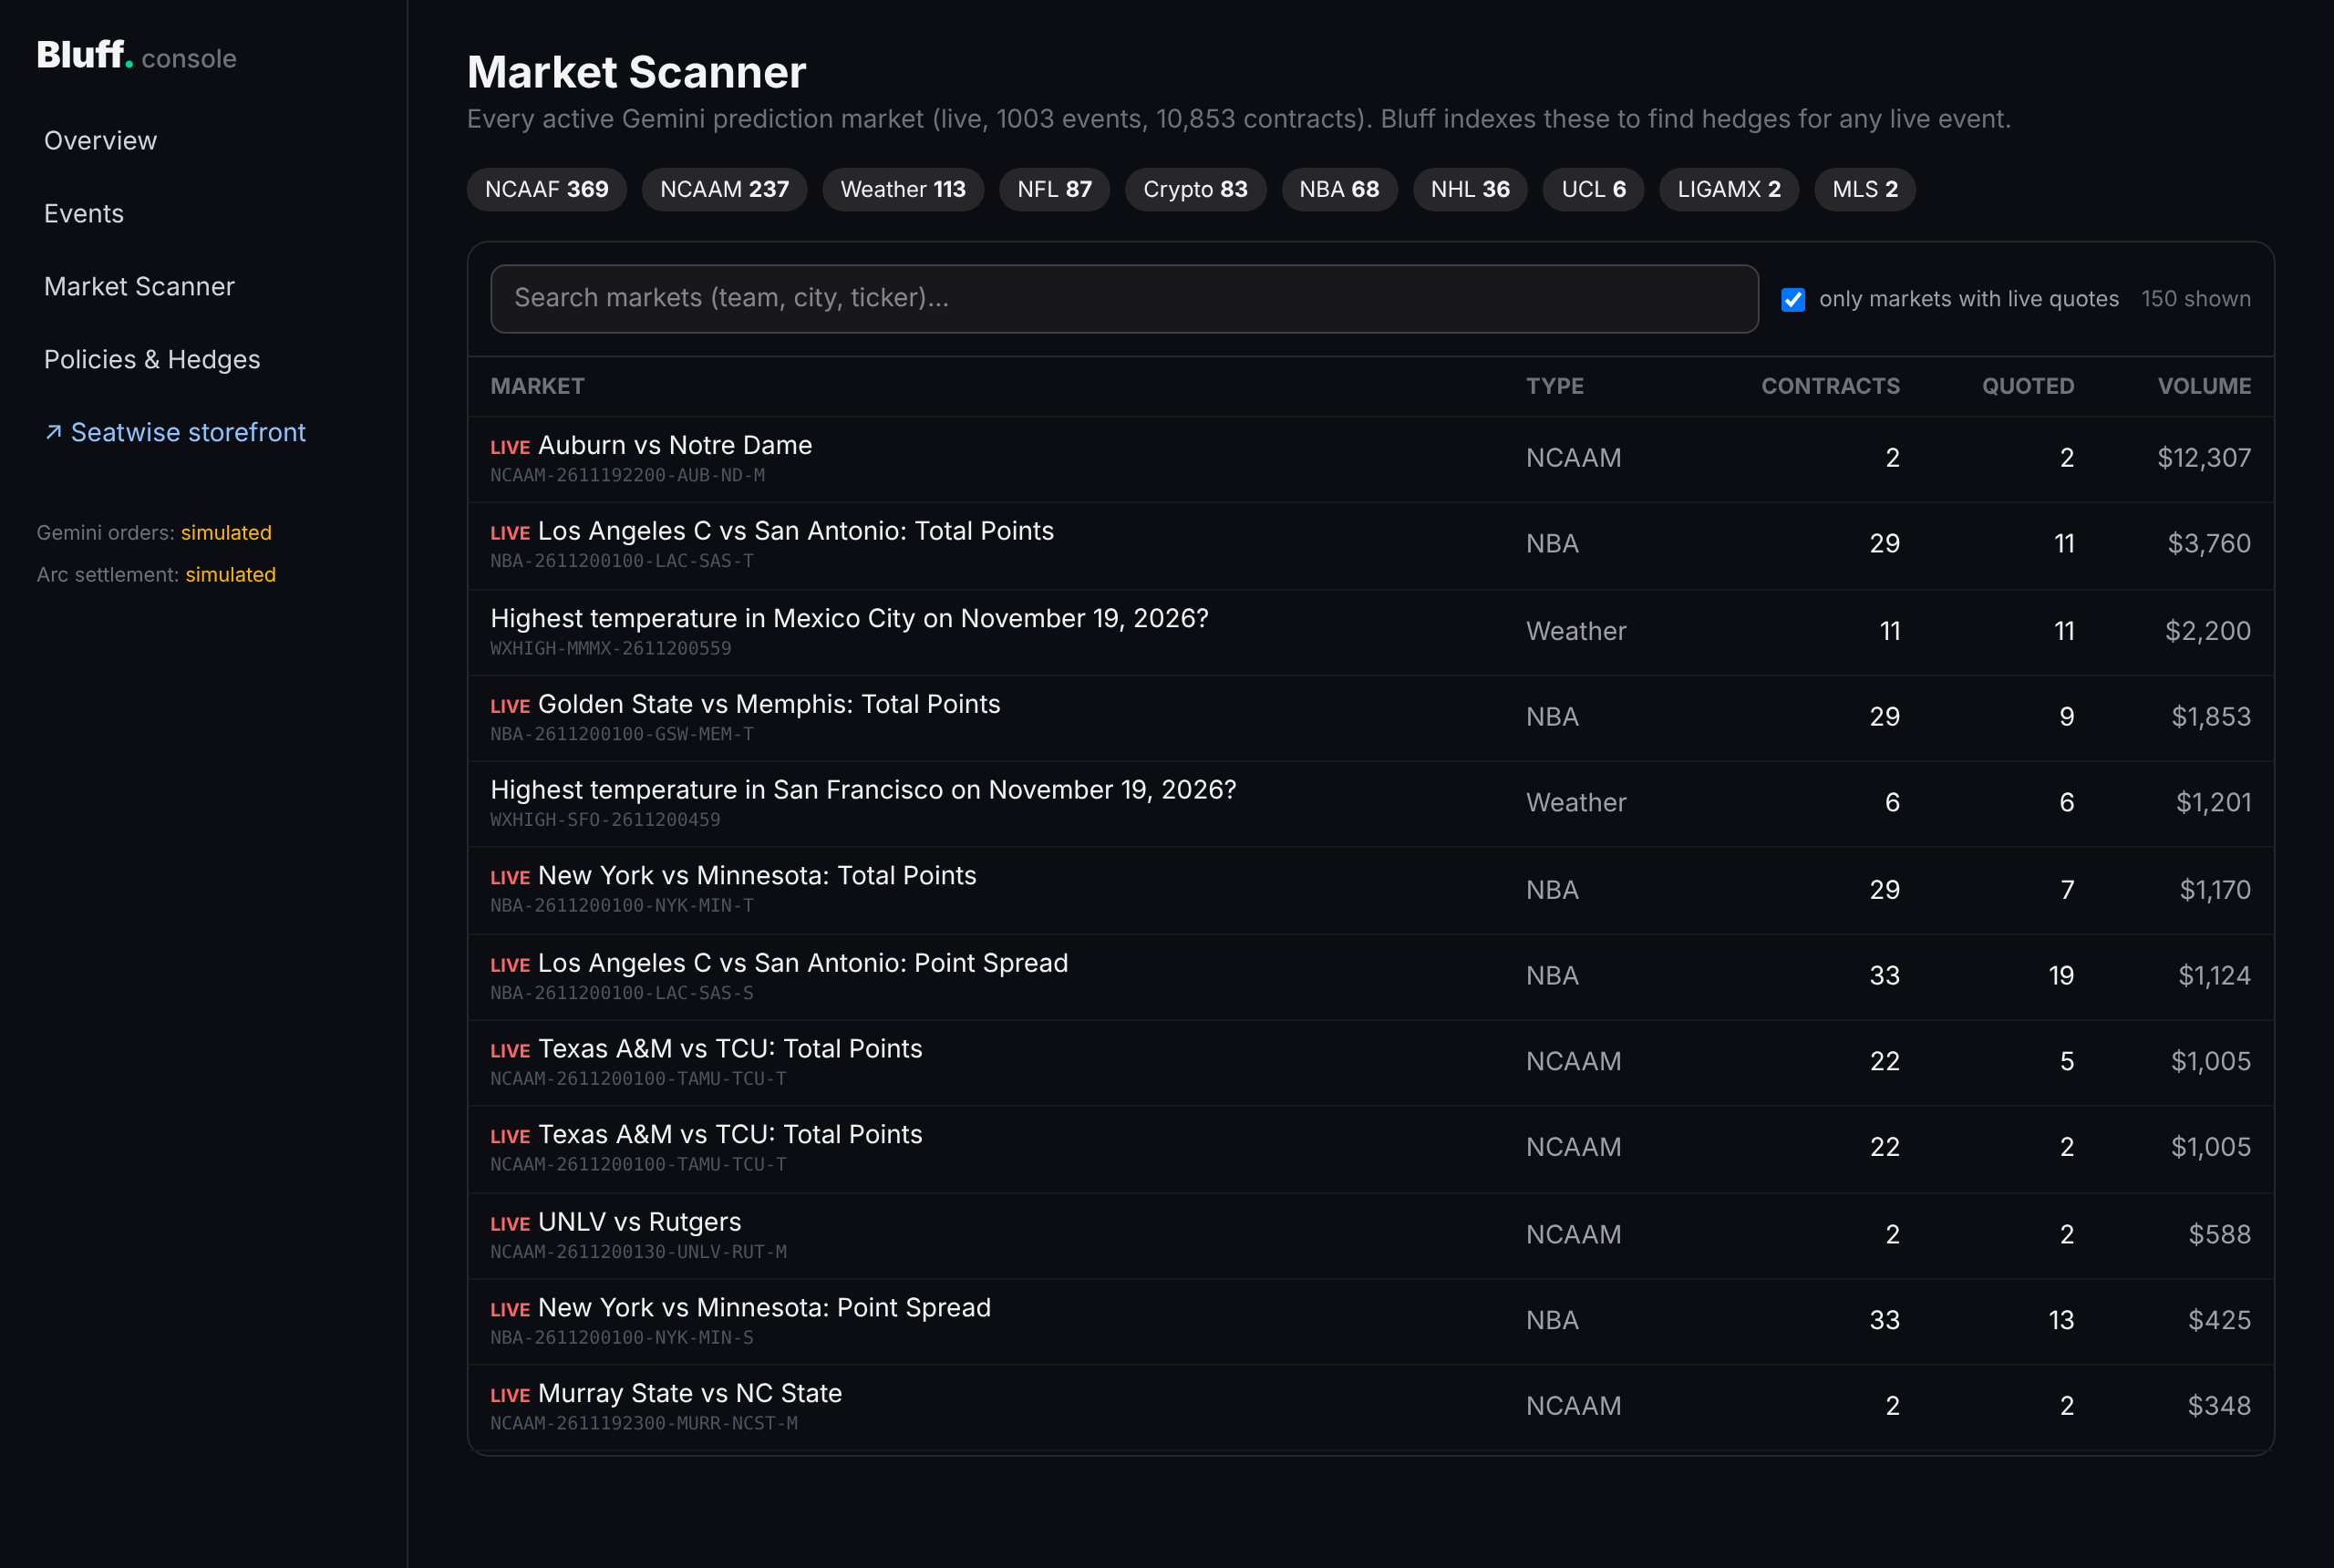 Bluff. console
Overview
Events
Market Scanner
Policies & Hedges
↗ Seatwise storefront
Gemini orders: simulated
Arc settlement: simulated
Market Scanner
Every active Gemini prediction market (live, 1003 events, 10,853 contracts). Bluff indexes these to find hedges for any live event.
NCAAF 369 NCAAM 237 Weather 113 NFL 87 Crypto 83 NBA 68 NHL 36 UCL 6 LIGAMX 2 MLS 2
Search markets (team, city, ticker)... only markets with live quotes 150 shown
MARKET TYPE CONTRACTS QUOTED VOLUME
LIVE Auburn vs Notre Dame NCAAM 2 2 $12,307
NCAAM-2611192200-AUB-ND-M
LIVE Los Angeles C vs San Antonio: Total Points NBA 29 11 $3,760
NBA-2611200100-LAC-SAS-T
Highest temperature in Mexico City on November 19, 2026? Weather 11 11 $2,200
WXHIGH-MMMX-2611200559
LIVE Golden State vs Memphis: Total Points NBA 29 9 $1,853
NBA-2611200100-GSW-MEM-T
Highest temperature in San Francisco on November 19, 2026? Weather 6 6 $1,201
WXHIGH-SFO-2611200459
LIVE New York vs Minnesota: Total Points NBA 29 7 $1,170
NBA-2611200100-NYK-MIN-T
LIVE Los Angeles C vs San Antonio: Point Spread NBA 33 19 $1,124
NBA-2611200100-LAC-SAS-S
LIVE Texas A&M vs TCU: Total Points NCAAM 22 5 $1,005
NCAAM-2611200100-TAMU-TCU-T
LIVE Texas A&M vs TCU: Total Points NCAAM 22 2 $1,005
NCAAM-2611200100-TAMU-TCU-T
LIVE UNLV vs Rutgers NCAAM 2 2 $588
NCAAM-2611200130-UNLV-RUT-M
LIVE New York vs Minnesota: Point Spread NBA 33 13 $425
NBA-2611200100-NYK-MIN-S
LIVE Murray State vs NC State NCAAM 2 2 $348
NCAAM-2611192300-MURR-NCST-M